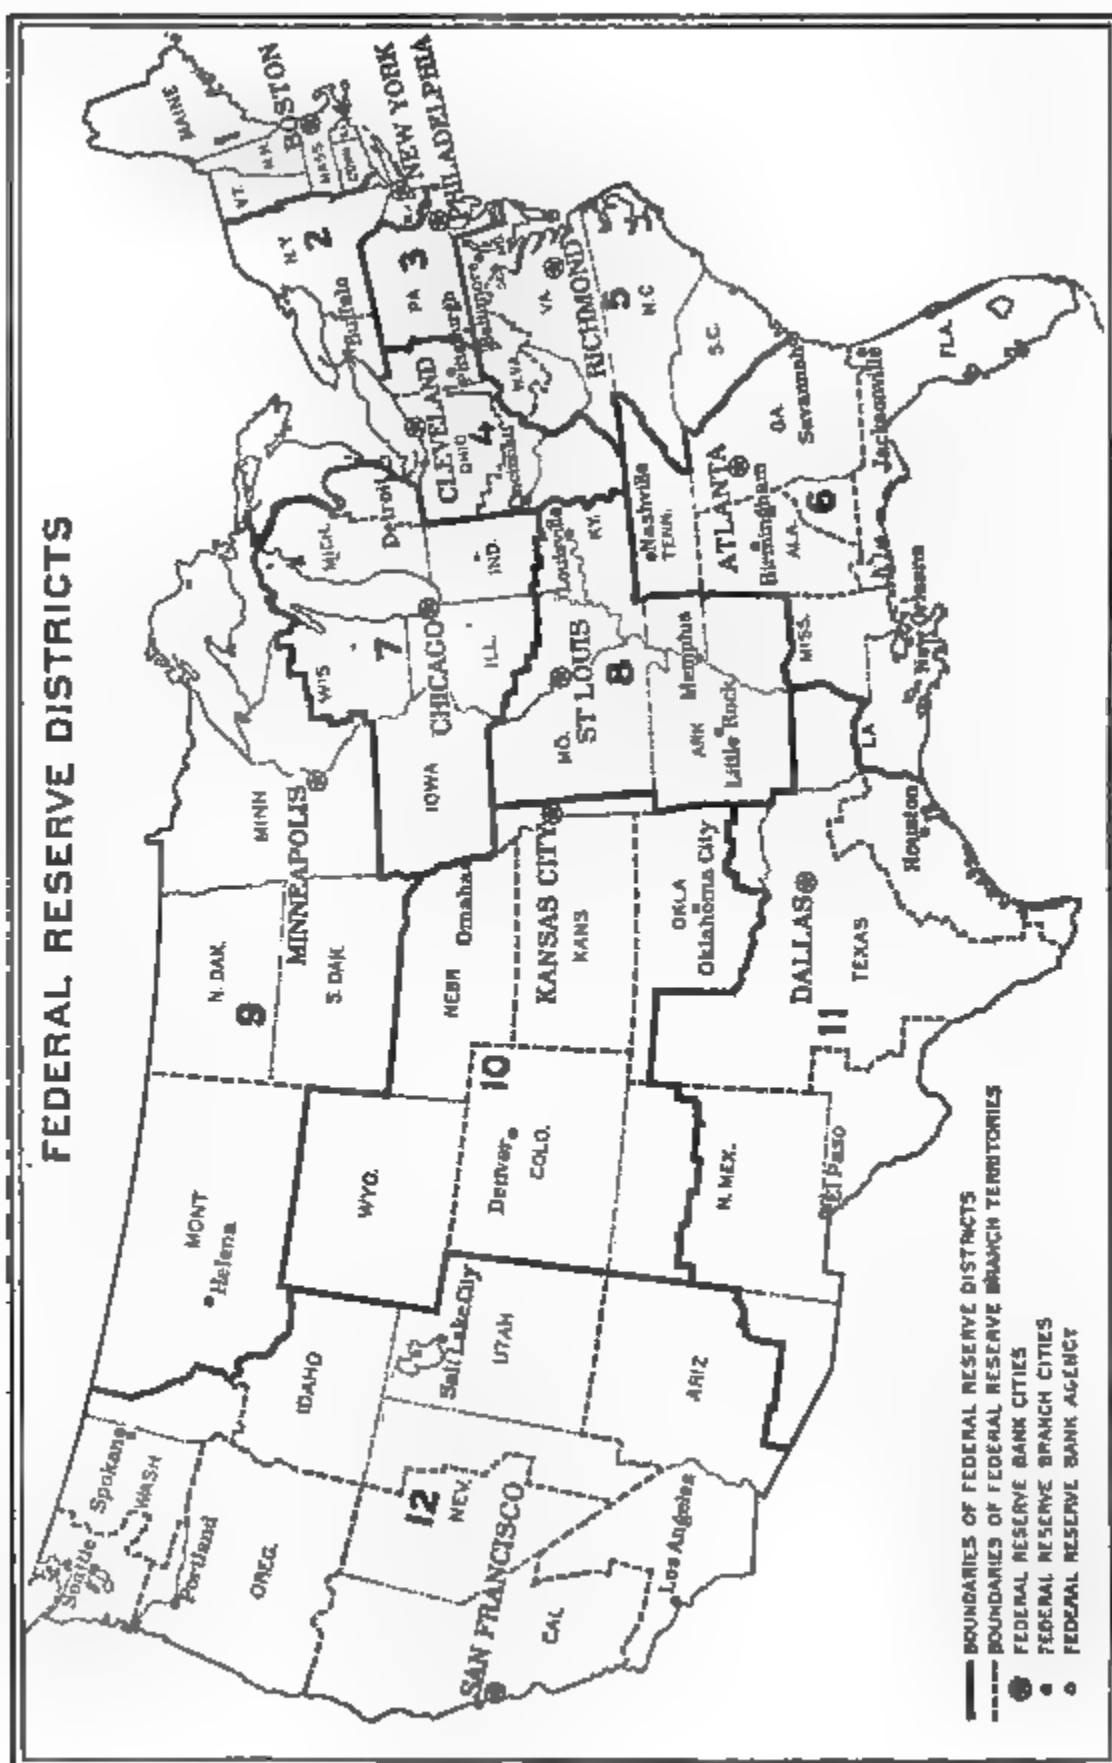 FEDERAL RESERVE DISTRICTS
Seattle
Spokane
WASH
Portland
OREG.
IDAHO
MONT
Helena
N. DAK.
9
S. DAK
MINN
MINNEAPOLIS
WIS
MICH.
Detroit
7
CHICAGO
IOWA
ILL.
IND.
WYO.
NEBR
Omaha
10
Denver
COLO.
KANSAS CITY
KANS
12
NEV.
SAN FRANCISCO
CAL
Los Angeles
Salt Lake City
UTAH
ARIZ
N. MEX.
El Paso
OKLA
Oklahoma City
DALLAS
11
TEXAS
Houston
MO.
ST LOUIS
8
Louisville
KY.
ARK
Little Rock
Memphis
LA
New Orleans
MISS.
Nashville
TENN.
ATLANTA
Birmingham
ALA.
6
GA.
Savannah
Jacksonville
FLA.
S.C.
N.C
5
RICHMOND
VA.
W.VA.
Baltimore
CLEVELAND
OHIO
4
Cincinnati
Pittsburgh
PA
3
PHILADELPHIA
NEW YORK
N.Y
2
Buffalo
VT.
N.H.
MAINE
1
BOSTON
MASS
CONN
BOUNDARIES OF FEDERAL RESERVE DISTRICTS
BOUNDARIES OF FEDERAL RESERVE BRANCH TERRITORIES
FEDERAL RESERVE BANK CITIES
FEDERAL RESERVE BRANCH CITIES
FEDERAL RESERVE BANK AGENCY